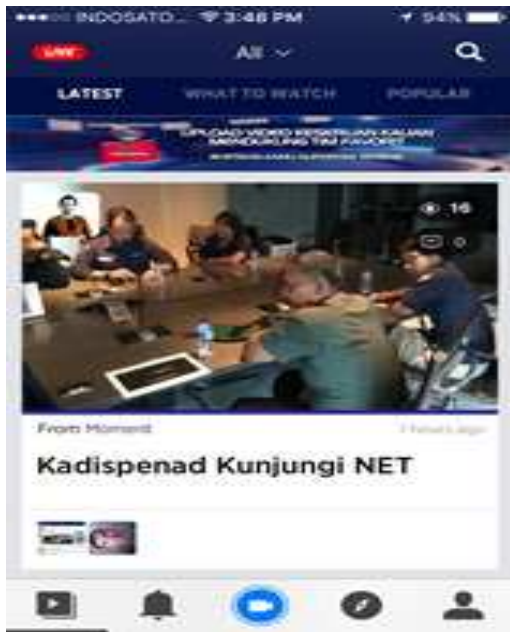 INDOSATO... 3:48 PM 94%
LIVE All
LATEST WHAT TO WATCH POPULAR
UPLOAD VIDEO KESERUAN KALIAN
MENDUKUNG TIM FAVORIT
16
0
From Moment
Kadispenad Kunjungi NET